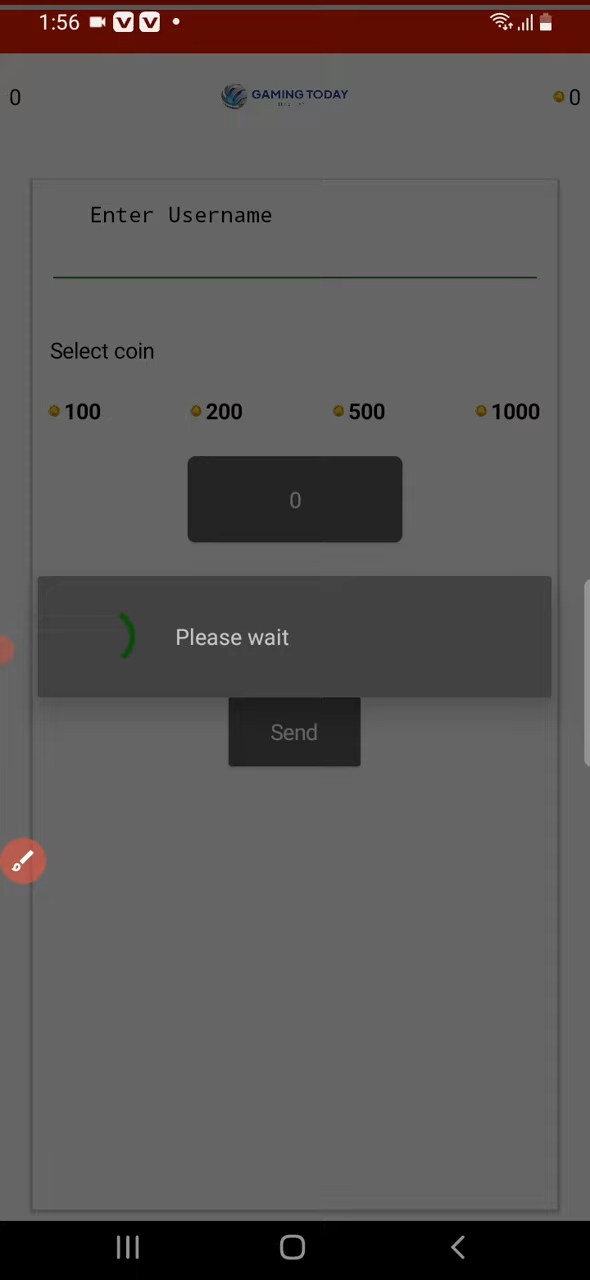 1:56
0
GAMING TODAY
0
Enter Username
Select coin
100 200 500 1000
0
Please wait
Send